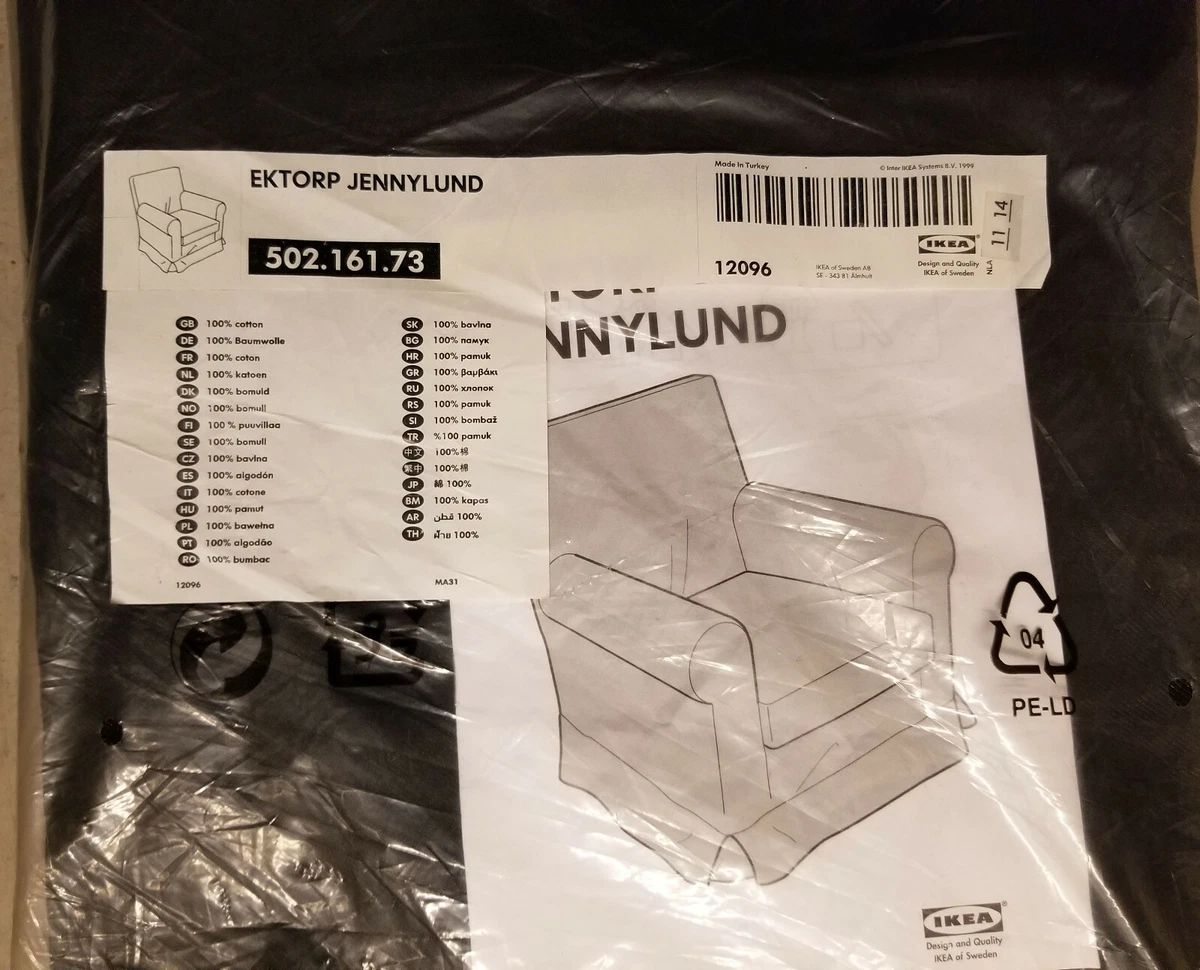 EKTORP JENNYLUND
502.161.73
Made in Turkey
© Inter IKEA Systems B.V. 1999
12096
IKEA of Sweden AB
SE - 343 81 Älmhult
IKEA®
Design and Quality
IKEA of Sweden
NLA
11 14
GB 100% cotton
DE 100% Baumwolle
FR 100% coton
NL 100% katoen
DK 100% bomuld
NO 100% bomull
FI 100 % puuvillaa
SE 100% bomull
CZ 100% bavlna
ES 100% algodón
IT 100% cotone
HU 100% pamut
PL 100% bawełna
PT 100% algodão
RO 100% bumbac
12096
SK 100% bavlna
BG 100% памук
HR 100% pamuk
GR 100% βαμβάκι
RU 100% хлопок
RS 100% pamuk
SI 100% bombaž
TR %100 pamuk
中文 100%棉
繁中 100%棉
JP 綿 100%
BM 100% kapas
AR قطن 100%
TH ฝ้าย 100%
MA31
NNYLUND
04
PE-LD
IKEA®
Design and Quality
IKEA of Sweden